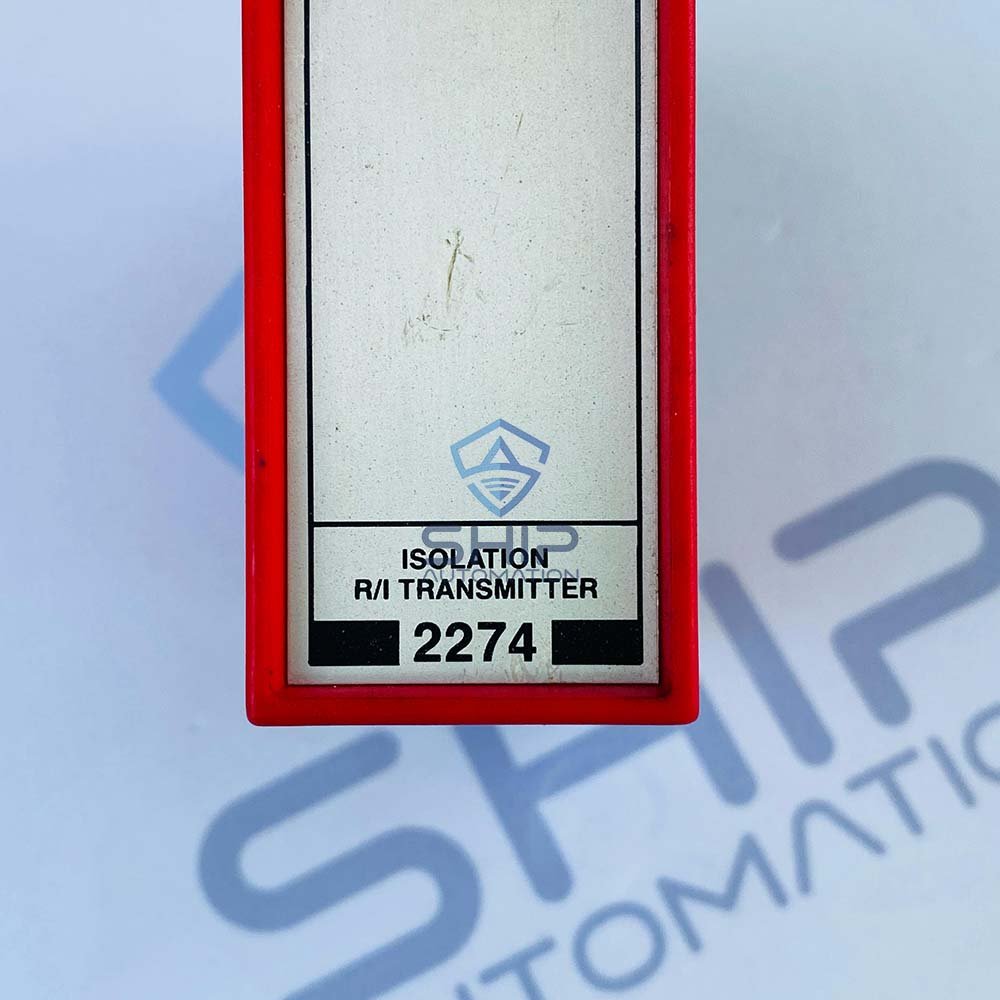 SHIP
AUTOMATION
ISOLATION
R/I TRANSMITTER
2274
SHIP
AUTOMATIO